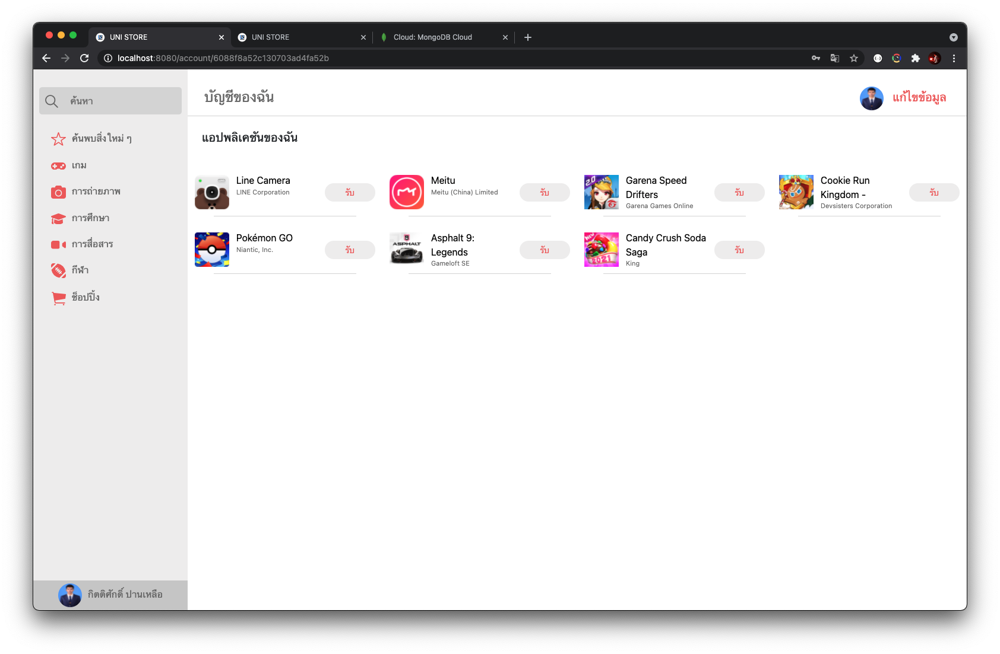 UNI STORE
UNI STORE
Cloud: MongoDB Cloud
localhost:8080/account/6088f8a52c130703ad4fa52b
ค้นหา
ค้นพบสิ่งใหม่ ๆ
เกม
การถ่ายภาพ
การศึกษา
การสื่อสาร
กีฬา
ช็อปปิ้ง
กิตติศักดิ์ ปานเหลือ
บัญชีของฉัน
แก้ไขข้อมูล
แอปพลิเคชันของฉัน
Line Camera
LINE Corporation
รับ
Meitu
Meitu (China) Limited
รับ
2.0
Garena Speed
Drifters
Garena Games Online
รับ
Cookie Run
Kingdom -
Devsisters Corporation
รับ
Pokémon GO
Niantic, Inc.
รับ
ASPHALT
Asphalt 9:
Legends
Gameloft SE
รับ
NEW
2021
Candy Crush Soda
Saga
King
รับ